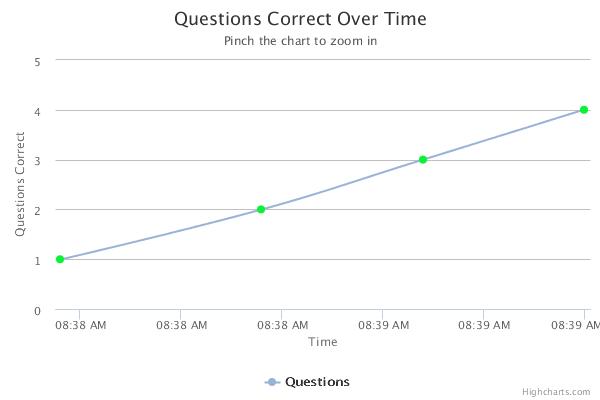 Questions Correct Over Time
Pinch the chart to zoom in
Questions Correct
5
4
3
2
1
0
08:38 AM 08:38 AM 08:38 AM 08:39 AM 08:39 AM 08:39 AM
Time
Questions
Highcharts.com